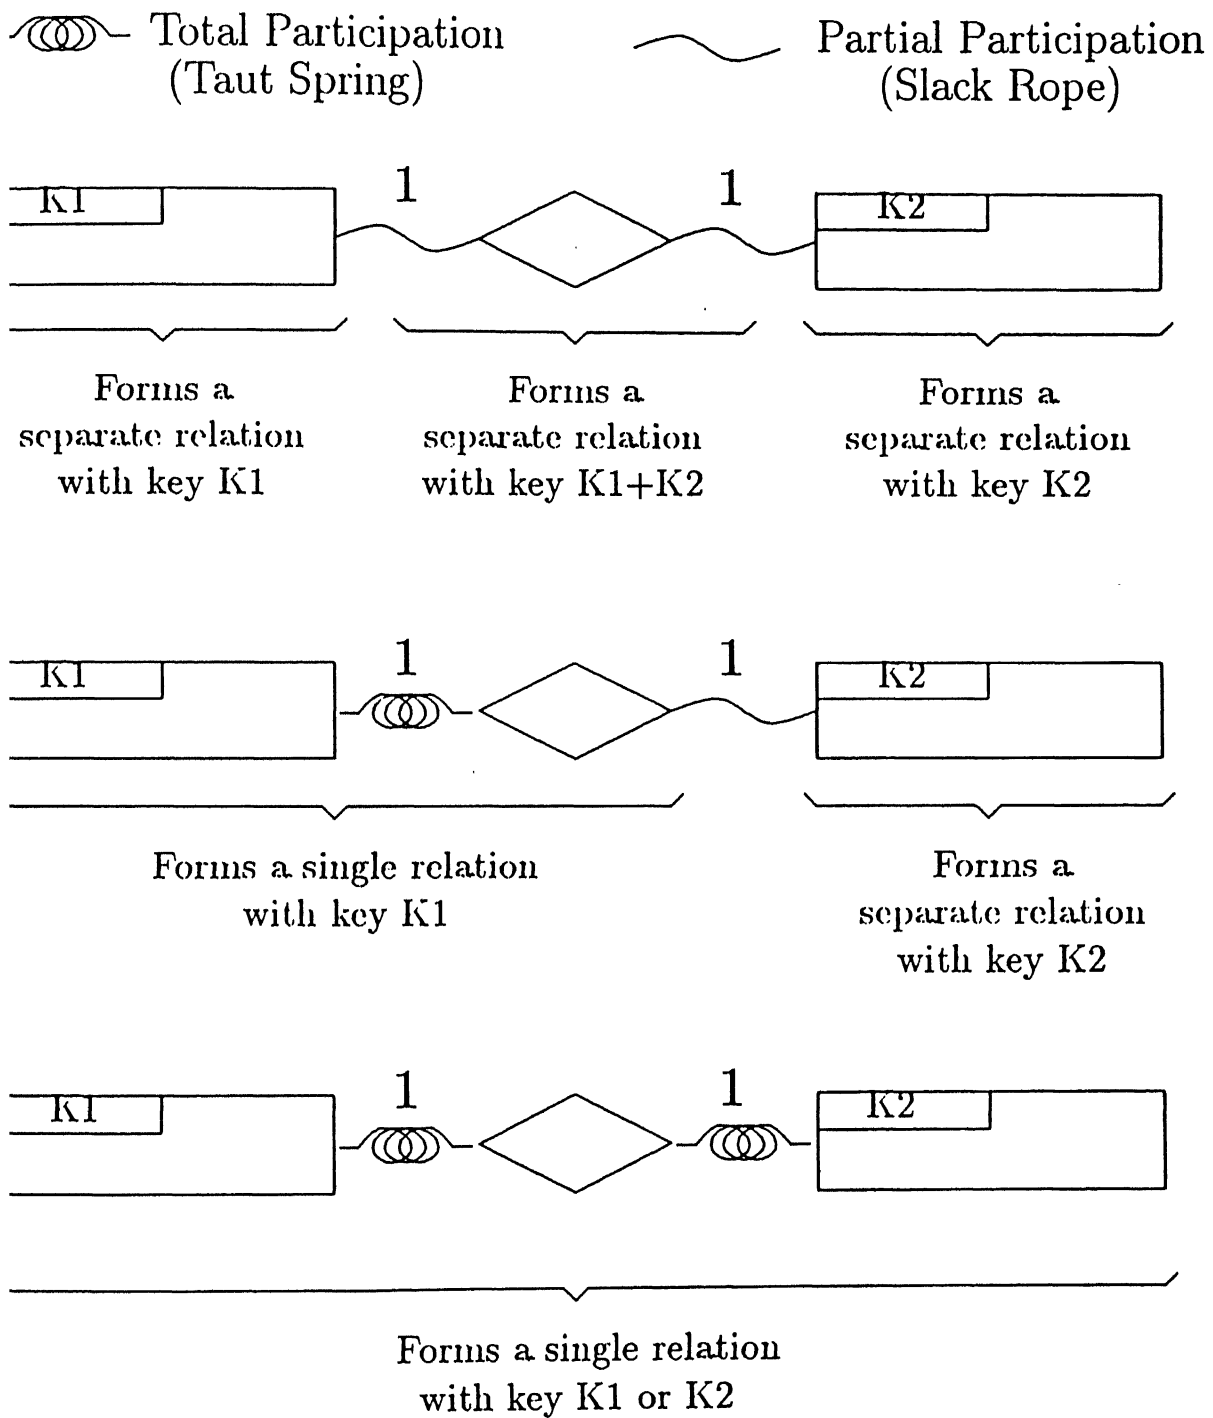 Total Participation
(Taut Spring)
Partial Participation
(Slack Rope)
1
1
K1
K2
Forms a
separate relation
with key K1
Forms a
separate relation
with key K1+K2
Forms a
separate relation
with key K2
1
1
K1
K2
Forms a single relation
with key K1
Forms a
separate relation
with key K2
1
1
K1
K2
Forms a single relation
with key K1 or K2